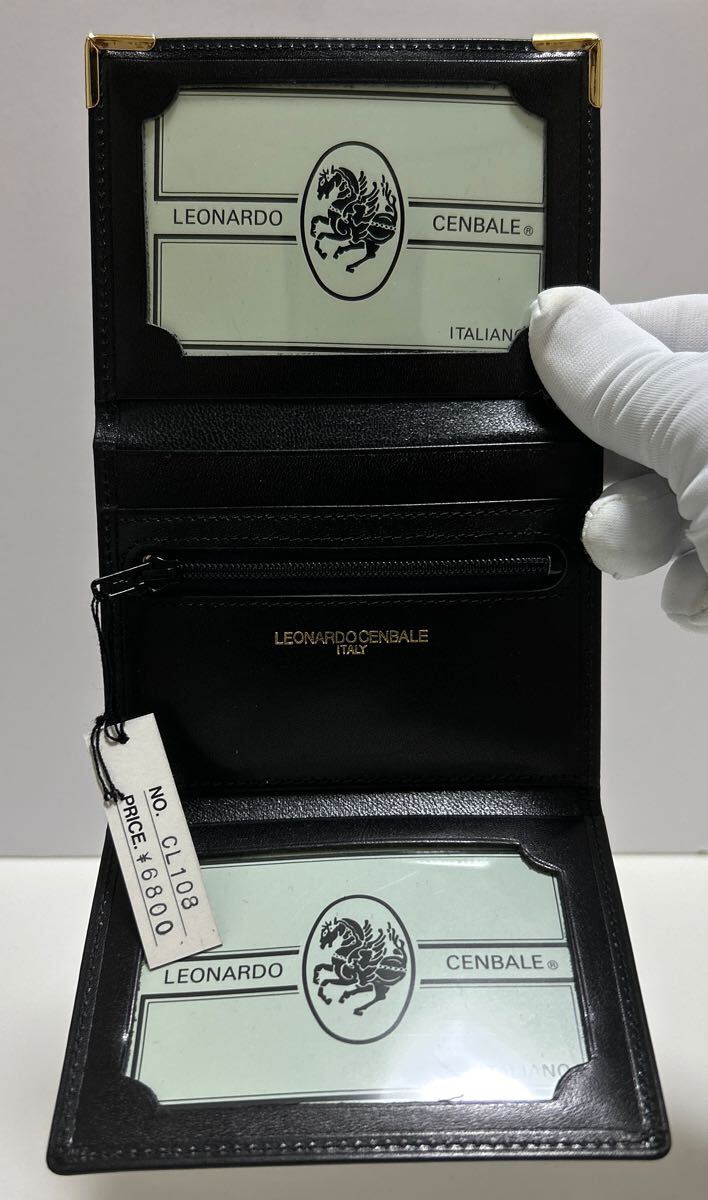 LEONARDO CENBALE®
ITALIANO
LEONARDO CENBALE
ITALY
NO. CL108
PRICE. ¥6800
LEONARDO CENBALE®
ITALIANO